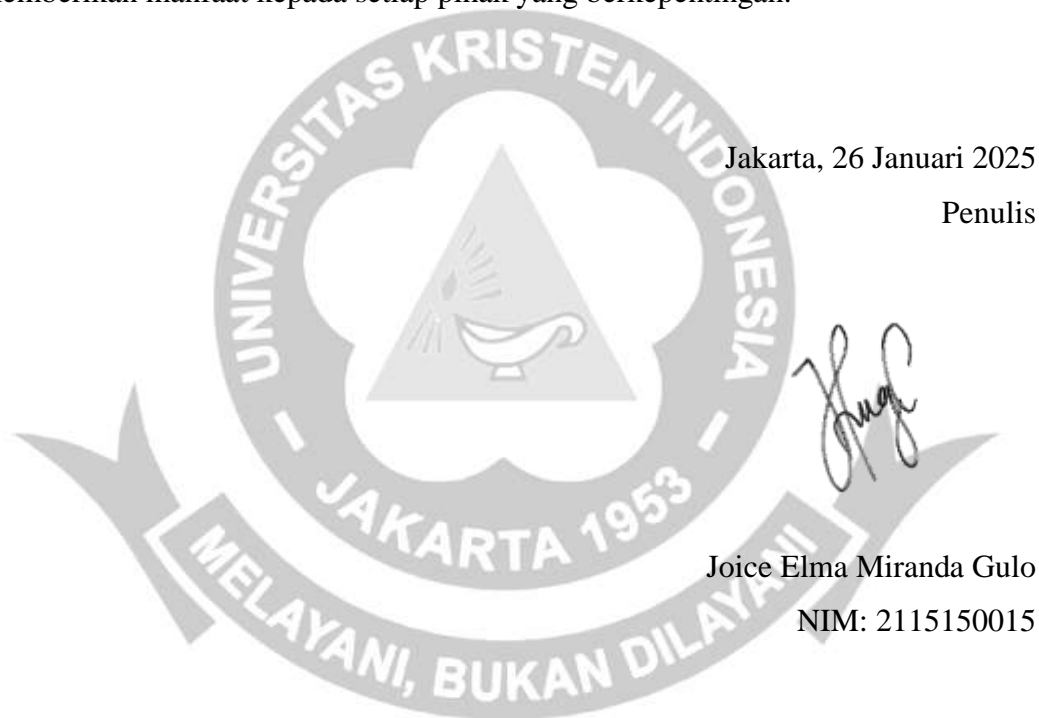 memberikan manfaat kepada setiap pihak yang berkepentingan.
UNIVERSITAS KRISTEN INDONESIA
Jakarta, 26 Januari 2025
Penulis
JAKARTA 1953
Joice Elma Miranda Gulo
NIM: 2115150015
MELAYANI, BUKAN DILAYANI